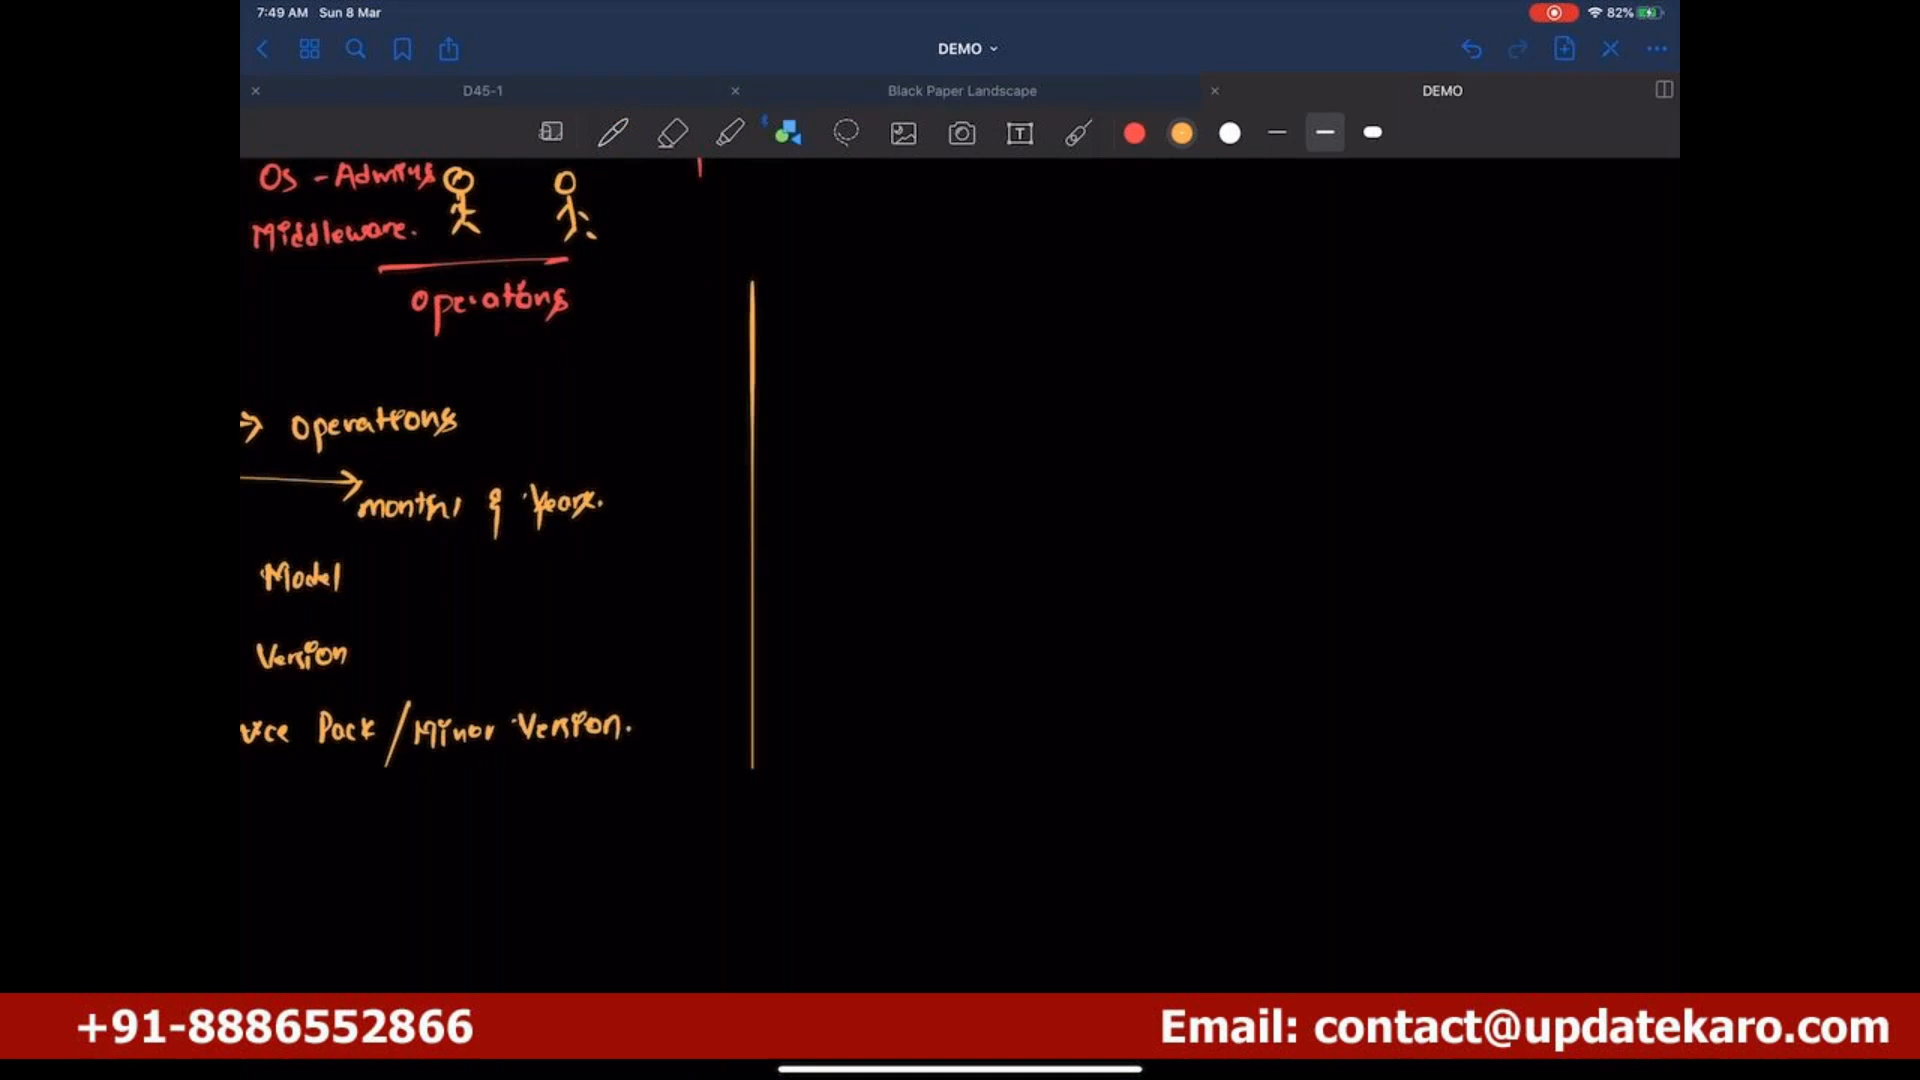 7:49 AM Sun 8 Mar
82%
DEMO
D45-1
Black Paper Landscape
DEMO
T
Os - Admins
Middleware.
Operations
Operations
months & Years.
Model
Version
vice Pack / Minor Version.
+91-8886552866
Email: contact@updatekaro.com